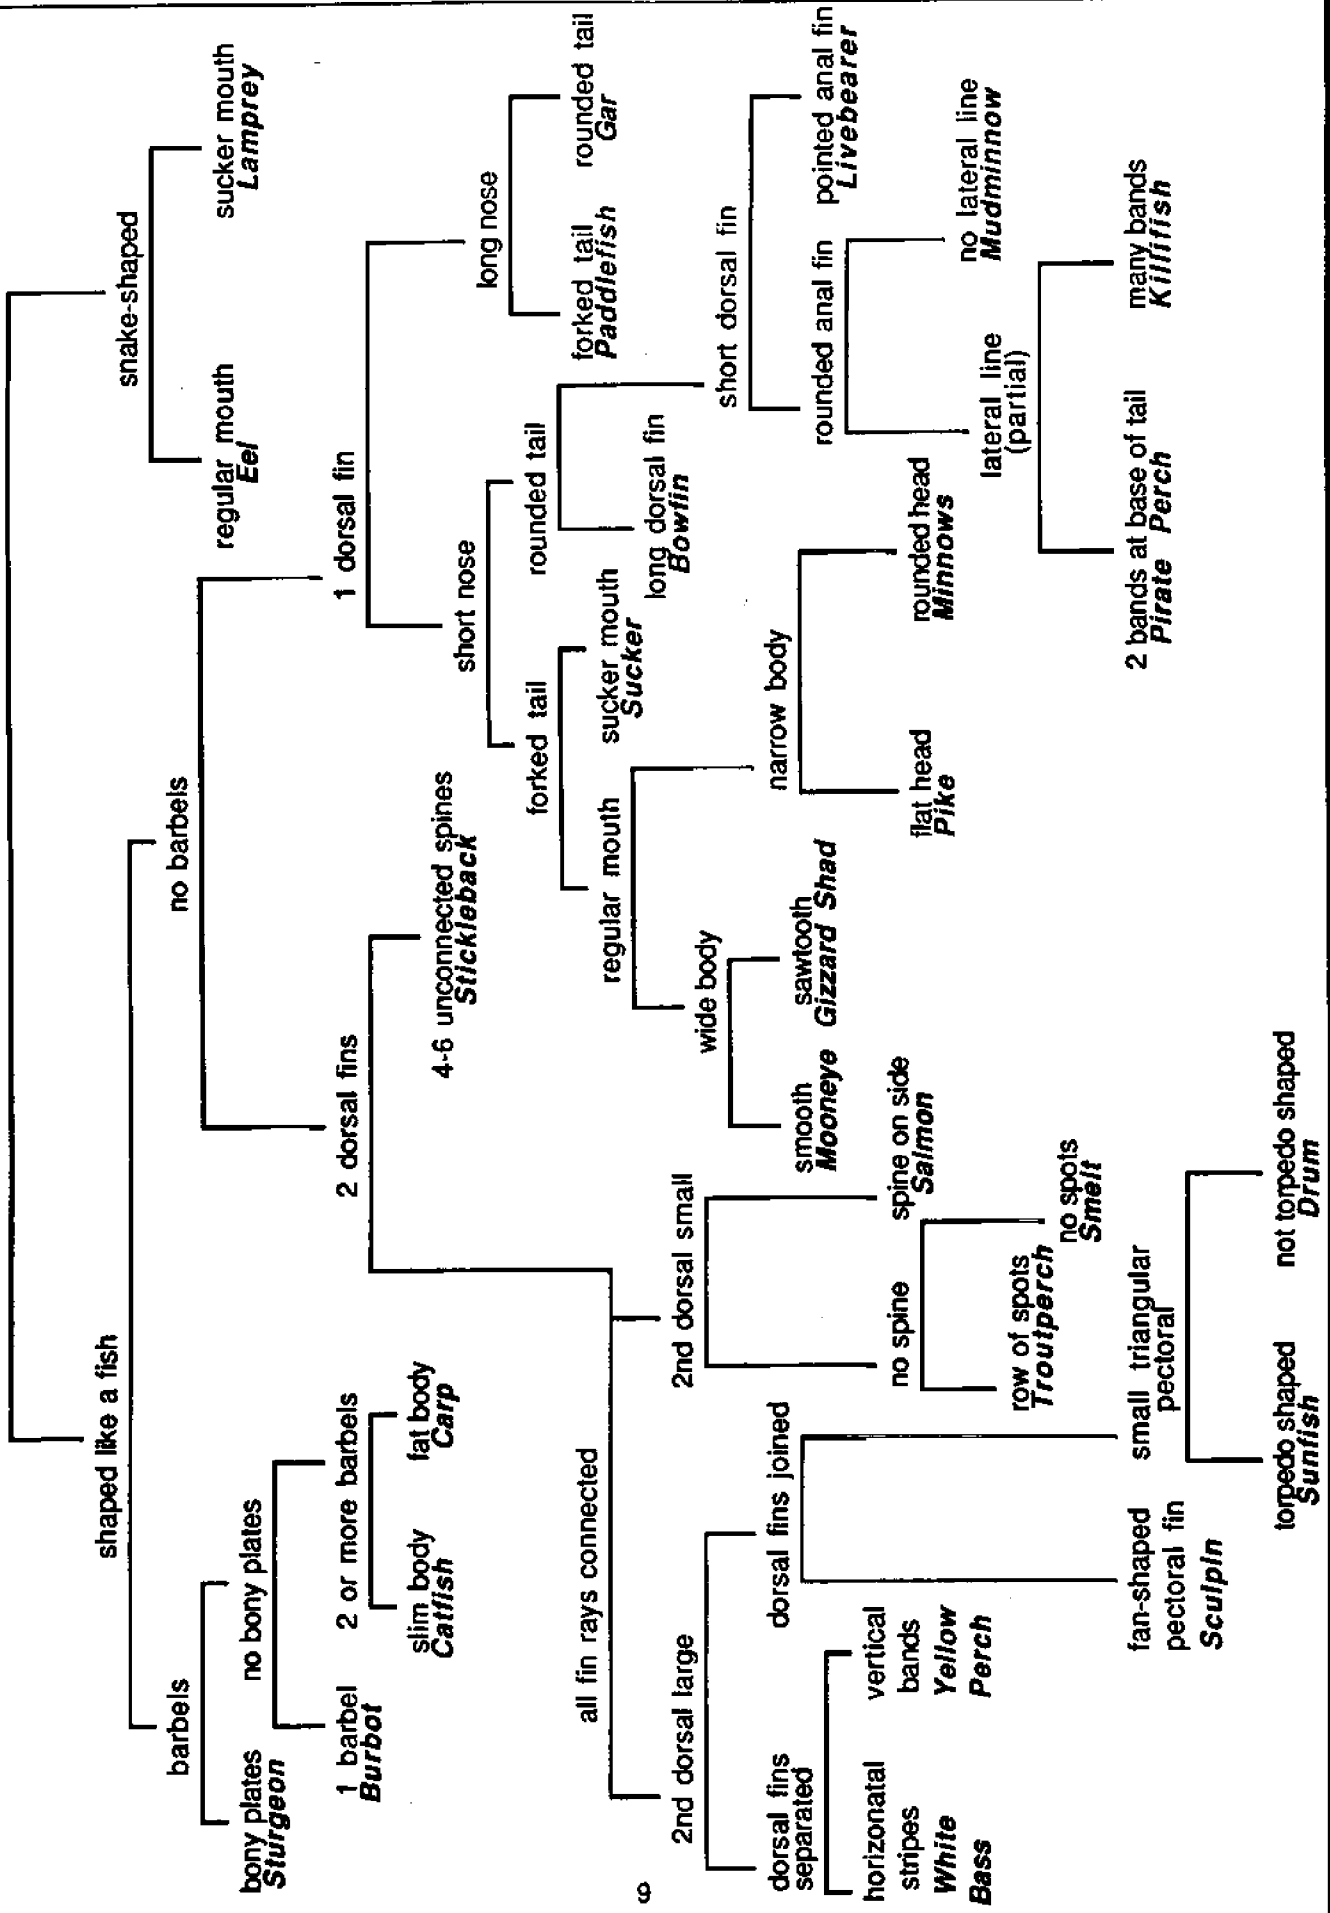 shaped like a fish
snake-shaped
barbels
no barbels
regular mouth
Eel
sucker mouth
Lamprey
bony plates
Sturgeon
no bony plates
2 dorsal fins
1 dorsal fin
1 barbel
Burbot
2 or more barbels
slim body
Catfish
fat body
Carp
4-6 unconnected spines
Stickleback
short nose
long nose
forked tail
rounded tail
forked tail
Paddlefish
rounded tail
Gar
all fin rays connected
regular mouth
sucker mouth
Sucker
long dorsal fin
Bowfin
short dorsal fin
2nd dorsal large
2nd dorsal small
wide body
narrow body
rounded anal fin
pointed anal fin
Livebearer
dorsal fins
separated
dorsal fins joined
smooth
Mooneye
sawtooth
Gizzard Shad
horizonatal
stripes
White
Bass
vertical
bands
Yellow
Perch
no spine
spine on side
Salmon
flat head
Pike
rounded head
Minnows
lateral line
(partial)
no lateral line
Mudminnow
row of spots
Troutperch
no spots
Smelt
fan-shaped
pectoral fin
Sculpin
small triangular
pectoral
2 bands at base of tail
Pirate Perch
many bands
Killifish
torpedo shaped
Sunfish
not torpedo shaped
Drum
9